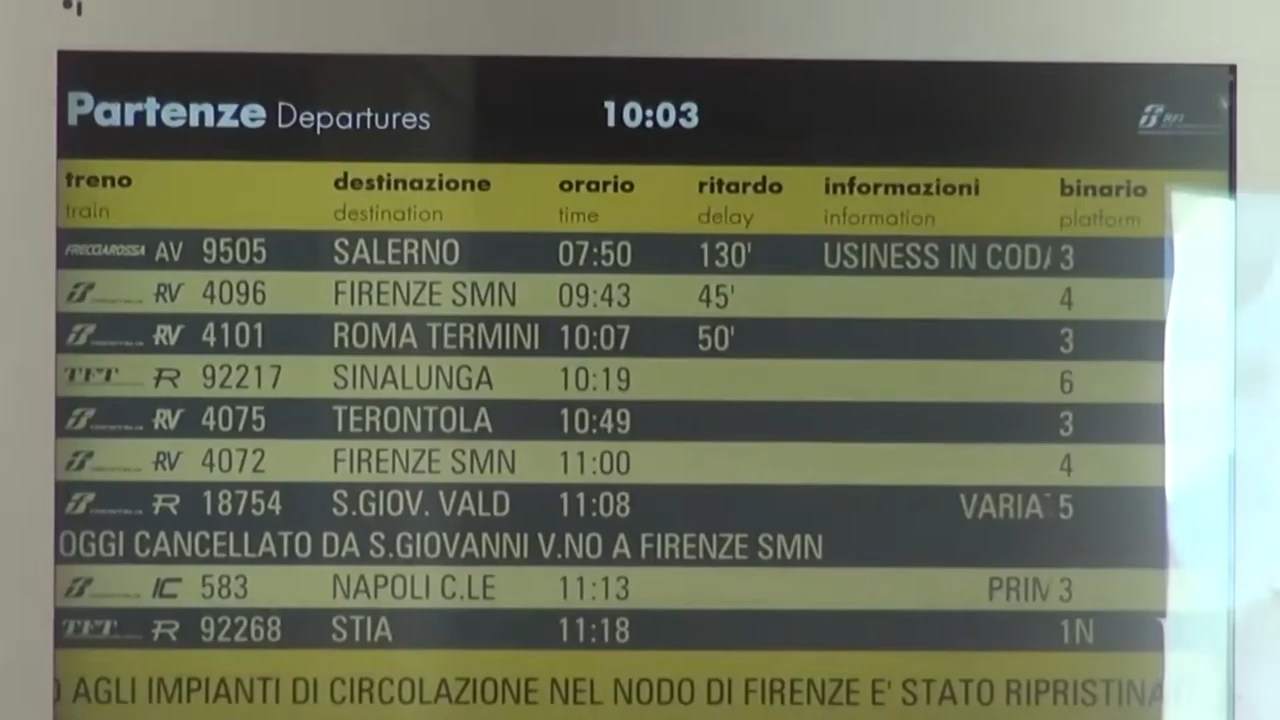 Partenze Departures 10:03 RFI
treno destinazione orario ritardo informazioni binario
train destination time delay information platform
FRECCIAROSSA AV 9505 SALERNO 07:50 130' USINESS IN CODA 3
RV 4096 FIRENZE SMN 09:43 45' 4
RV 4101 ROMA TERMINI 10:07 50' 3
TFT R 92217 SINALUNGA 10:19 6
RV 4075 TERONTOLA 10:49 3
RV 4072 FIRENZE SMN 11:00 4
R 18754 S.GIOV. VALD 11:08 VARIA 5
OGGI CANCELLATO DA S.GIOVANNI V.NO A FIRENZE SMN
IC 583 NAPOLI C.LE 11:13 PRIM 3
TFT R 92268 STIA 11:18 1N
O AGLI IMPIANTI DI CIRCOLAZIONE NEL NODO DI FIRENZE E' STATO RIPRISTINA